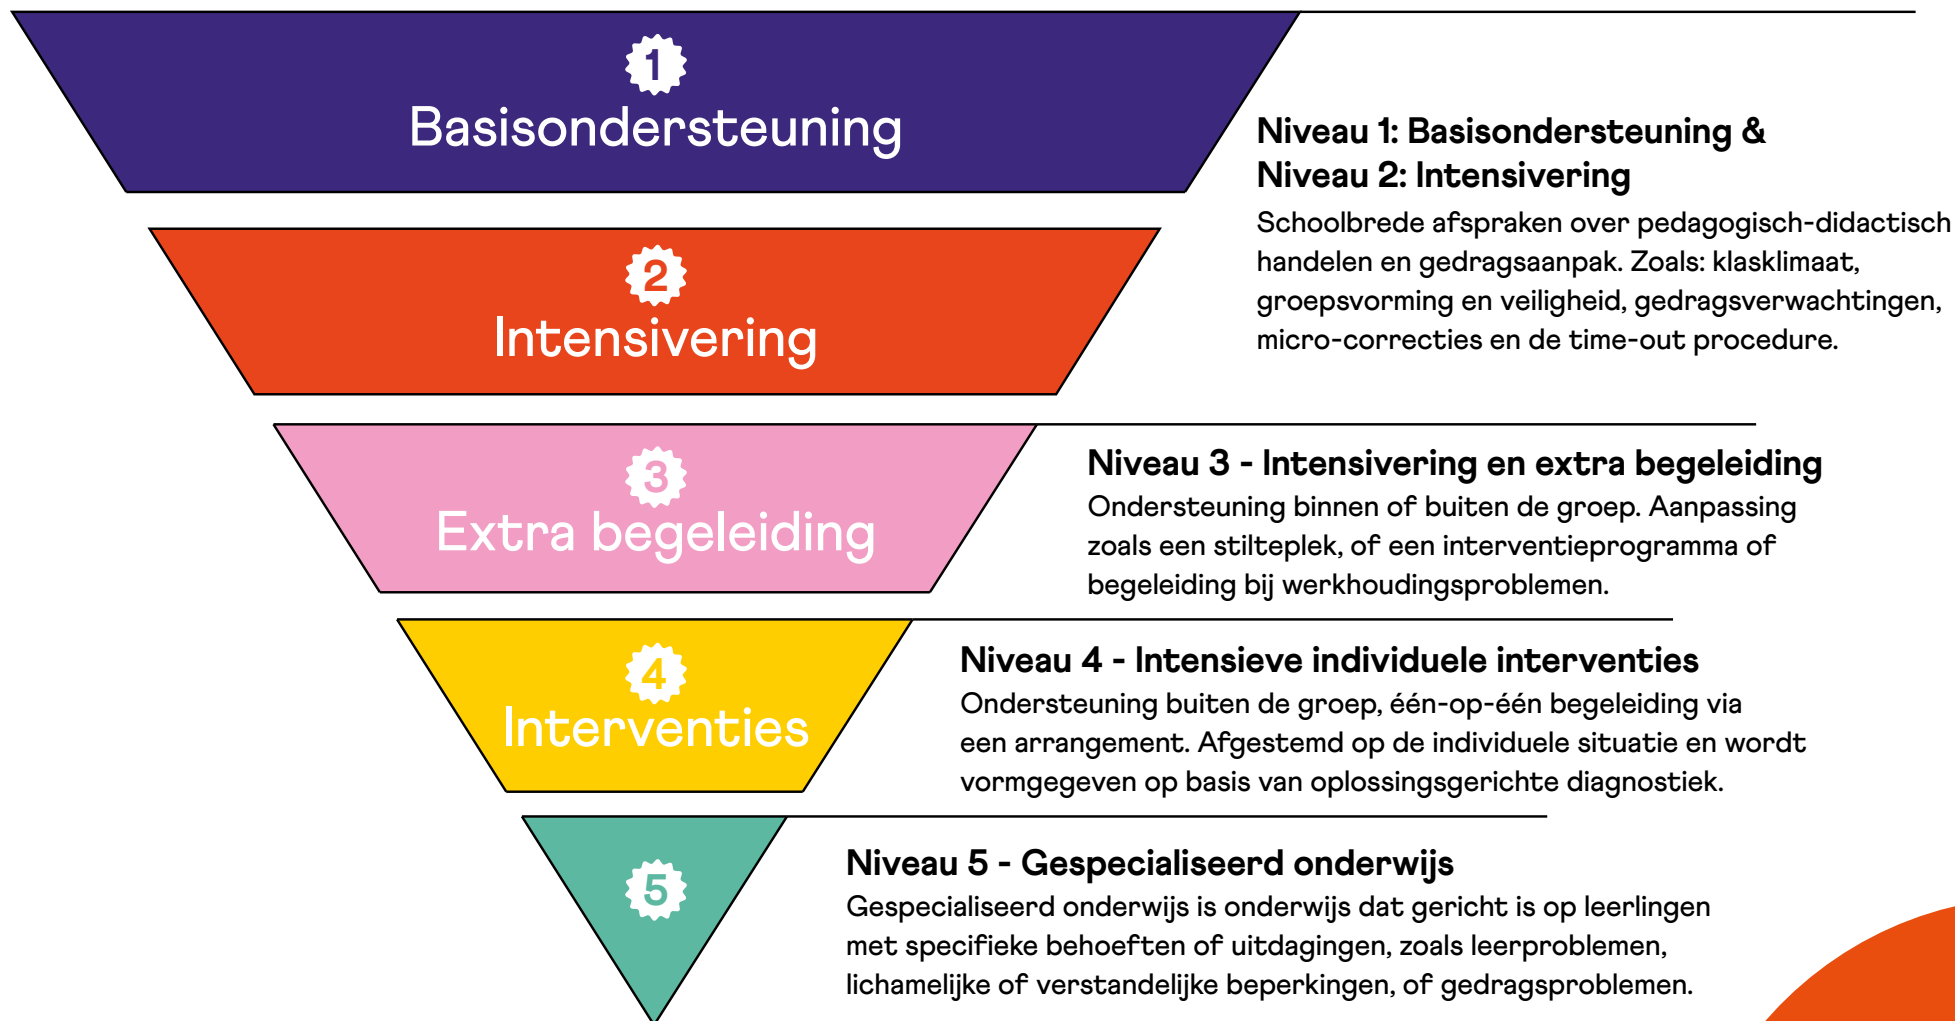 1
Basisondersteuning
Niveau 1: Basisondersteuning &
Niveau 2: Intensivering
Schoolbrede afspraken over pedagogisch-didactisch
handelen en gedragsaanpak. Zoals: klasklimaat,
groepsvorming en veiligheid, gedragsverwachtingen,
micro-correcties en de time-out procedure.
2
Intensivering
3
Extra begeleiding
Niveau 3 - Intensivering en extra begeleiding
Ondersteuning binnen of buiten de groep. Aanpassing
zoals een stilteplek, of een interventieprogramma of
begeleiding bij werkhoudingsproblemen.
4
Interventies
Niveau 4 - Intensieve individuele interventies
Ondersteuning buiten de groep, één-op-één begeleiding via
een arrangement. Afgestemd op de individuele situatie en wordt
vormgegeven op basis van oplossingsgerichte diagnostiek.
5
Niveau 5 - Gespecialiseerd onderwijs
Gespecialiseerd onderwijs is onderwijs dat gericht is op leerlingen
met specifieke behoeften of uitdagingen, zoals leerproblemen,
lichamelijke of verstandelijke beperkingen, of gedragsproblemen.